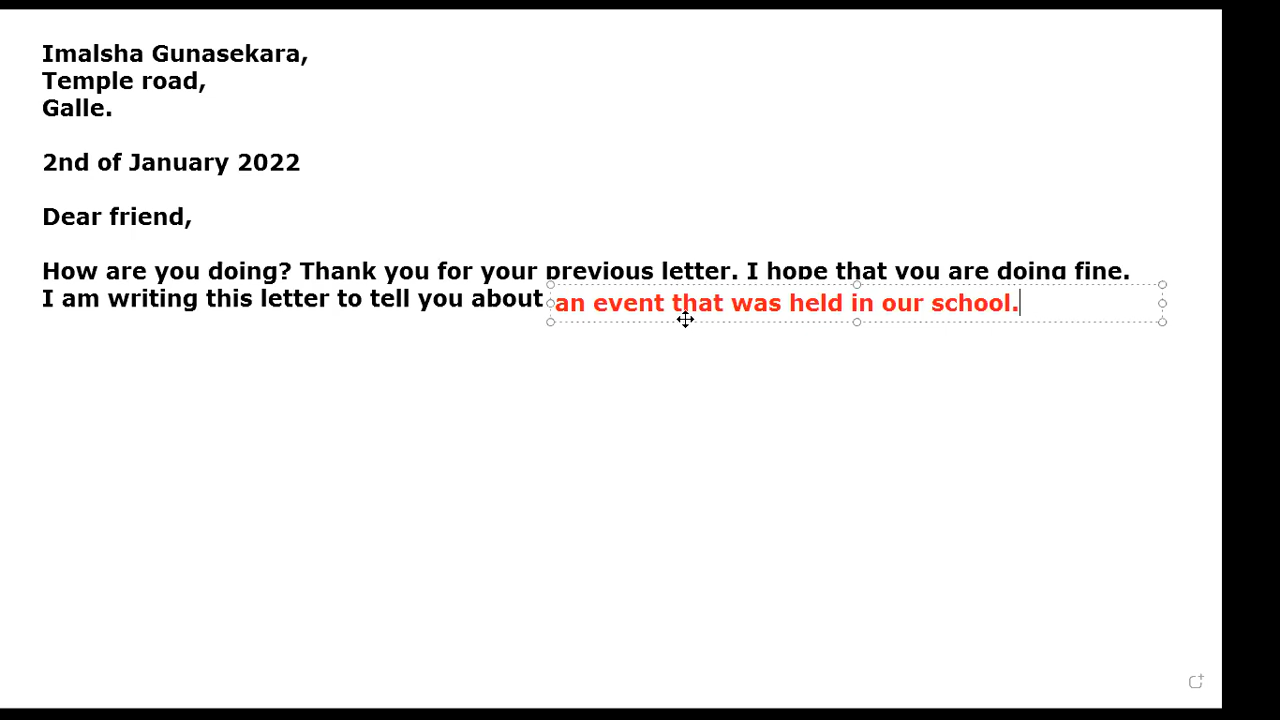 Imalsha Gunasekara,
Temple road,
Galle.
2nd of January 2022
Dear friend,
How are you doing? Thank you for your previous letter. I hope that you are doing fine.
I am writing this letter to tell you about an event that was held in our school.